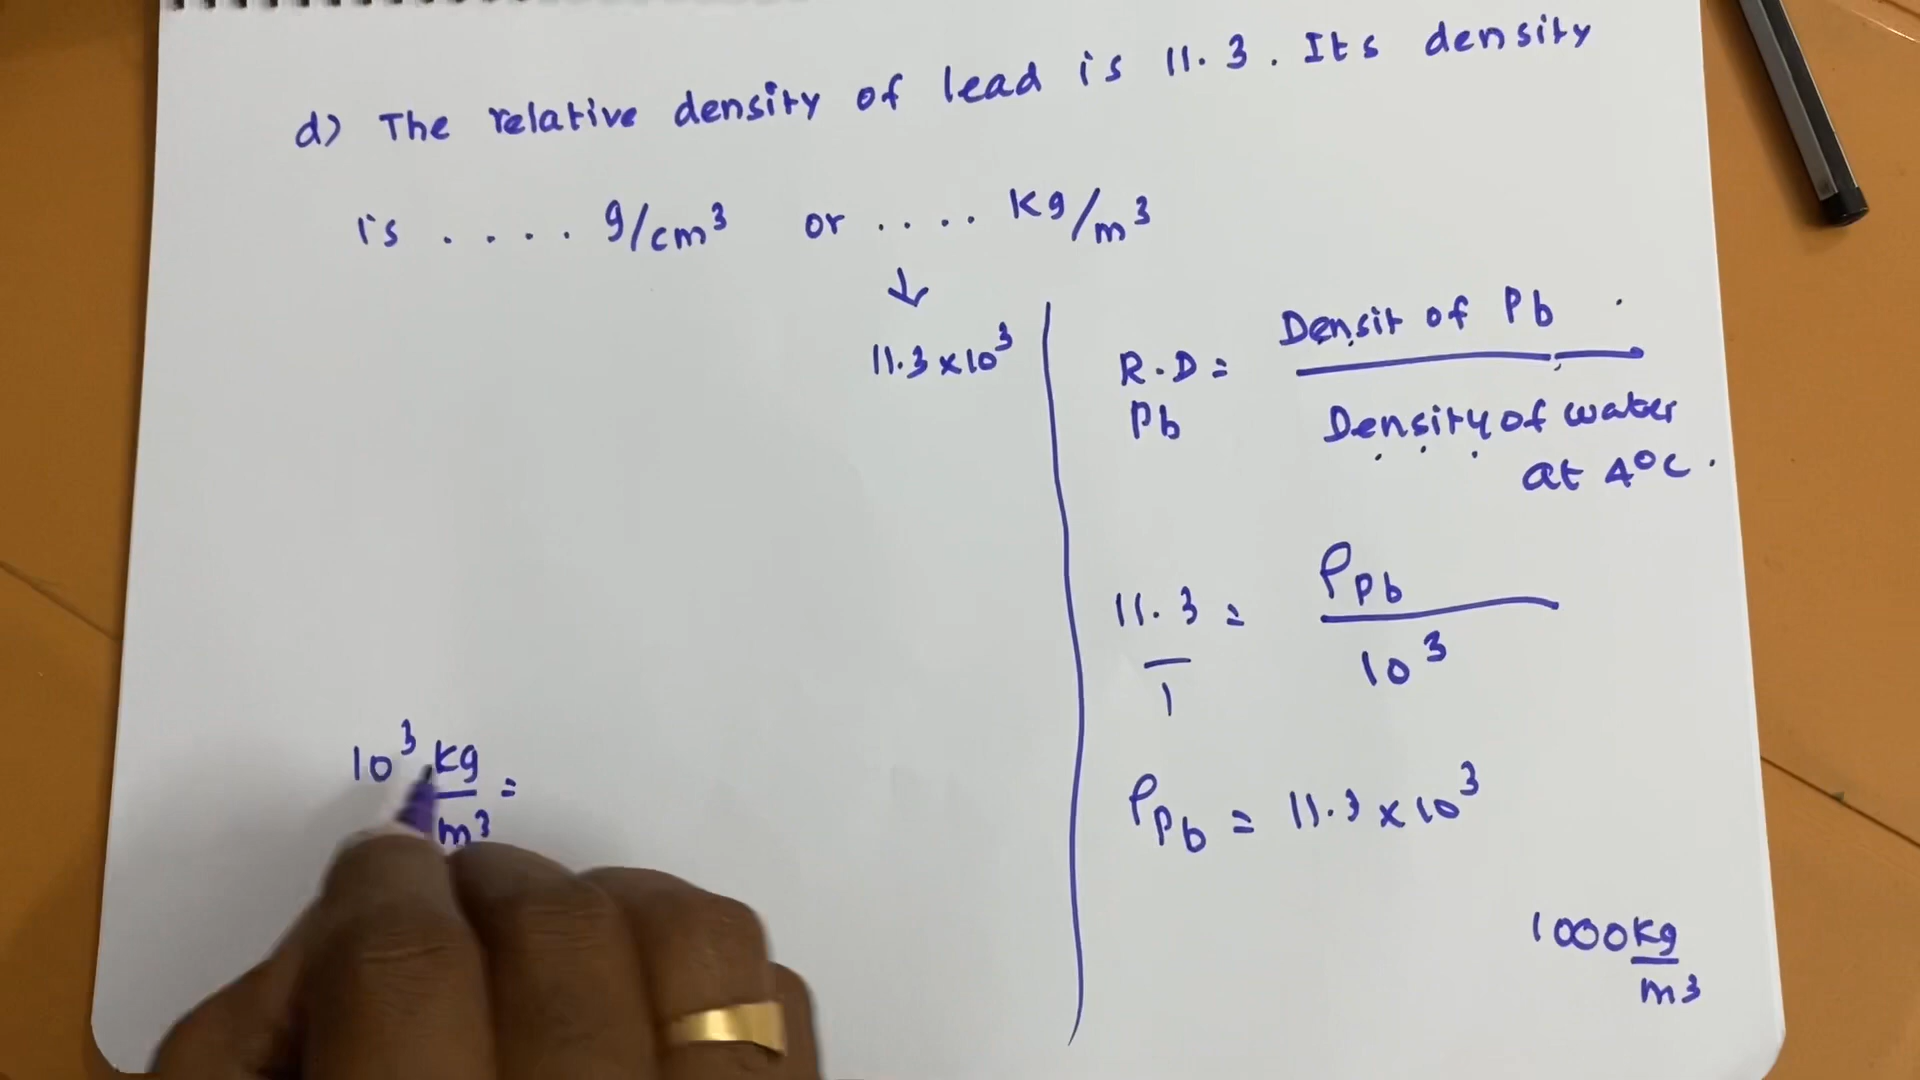 d) The relative density of lead is 11.3. Its density
is .... g/cm³ or .... kg/m³
↓
11.3 x 10³
R.D = Densit of Pb
Pb Density of water
at 4°C.
11.3 = ρPb
1 10³
ρPb = 11.3 x 10³
10³ kg =
m³
1000 kg
m³